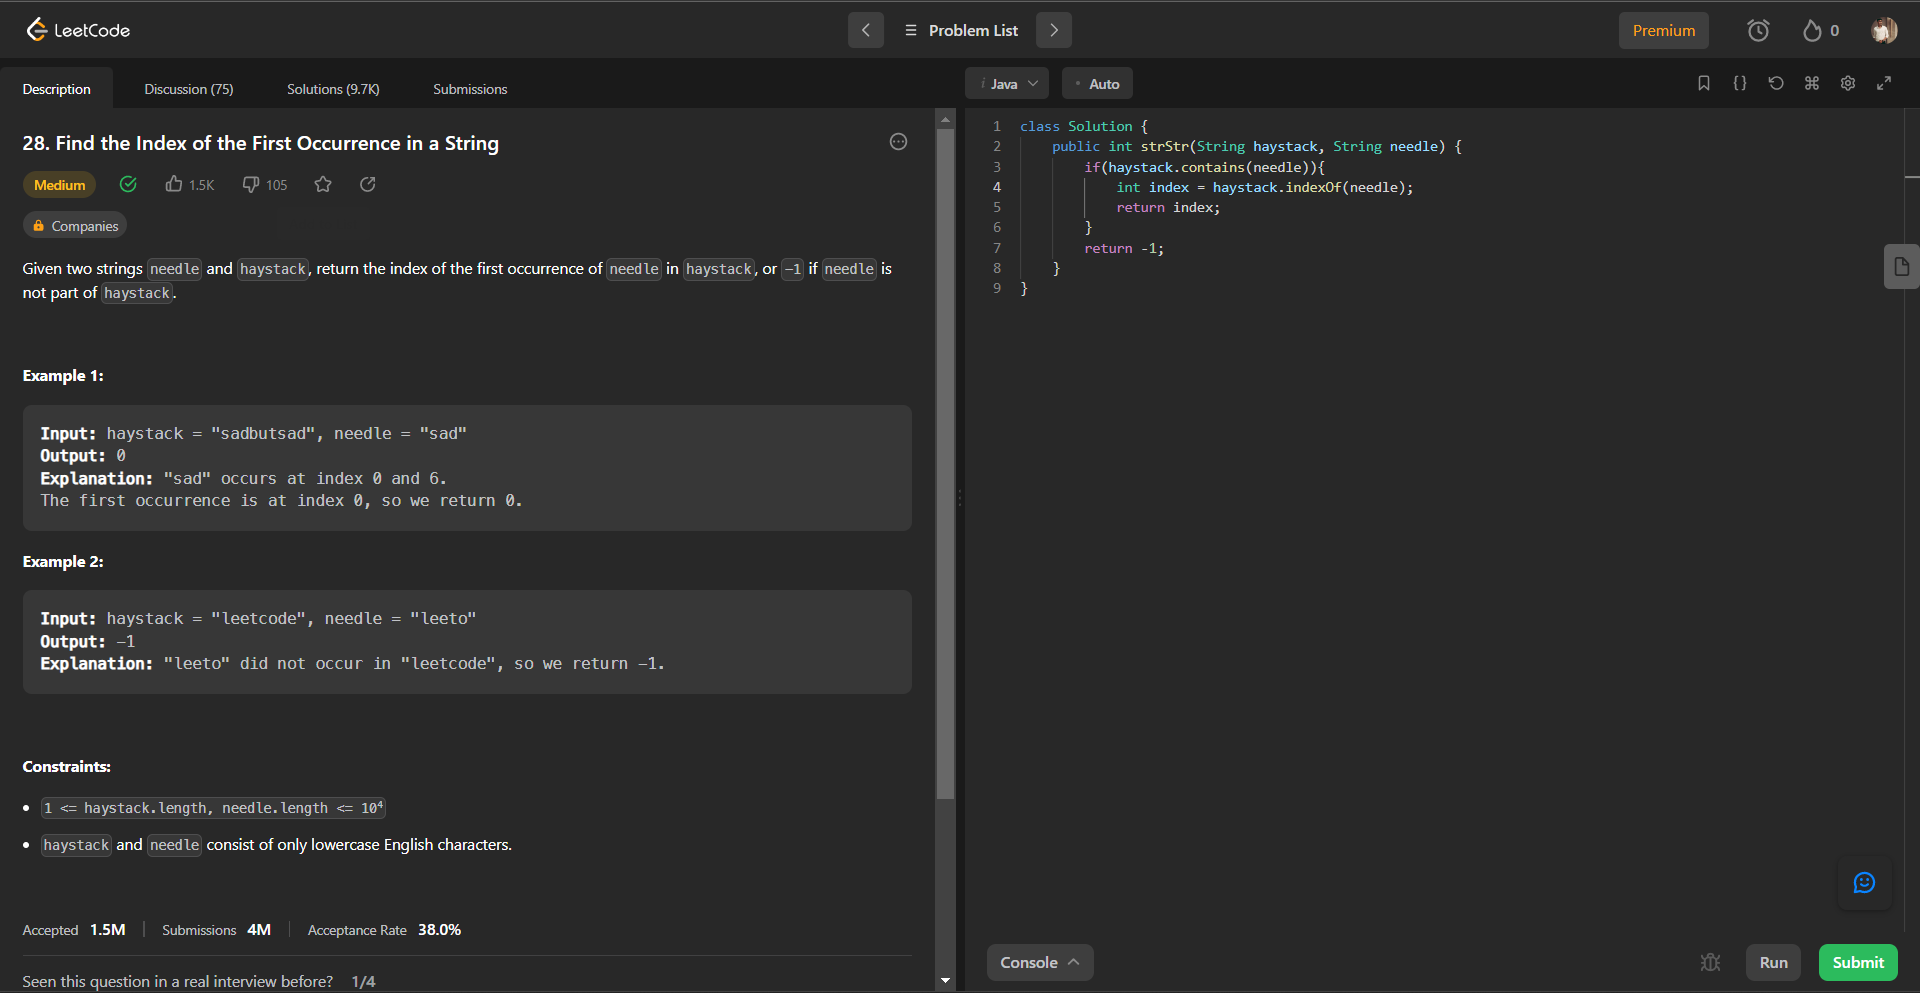 LeetCode
Problem List
Premium
0
Description
Discussion (75)
Solutions (9.7K)
Submissions
28. Find the Index of the First Occurrence in a String
Medium
1.5K
105
Companies
Given two strings needle and haystack, return the index of the first occurrence of needle in haystack, or -1 if needle is
not part of haystack.
Example 1:
Input: haystack = "sadbutsad", needle = "sad"
Output: 0
Explanation: "sad" occurs at index 0 and 6.
The first occurrence is at index 0, so we return 0.
Example 2:
Input: haystack = "leetcode", needle = "leeto"
Output: -1
Explanation: "leeto" did not occur in "leetcode", so we return -1.
Constraints:
• 1 <= haystack.length, needle.length <= 10⁴
• haystack and needle consist of only lowercase English characters.
Accepted 1.5M
Submissions 4M
Acceptance Rate 38.0%
Seen this question in a real interview before? 1/4
i Java
• Auto
{}
1 class Solution {
2     public int strStr(String haystack, String needle) {
3         if(haystack.contains(needle)){
4             int index = haystack.indexOf(needle);
5             return index;
6         }
7         return -1;
8     }
9 }
Console
Run
Submit